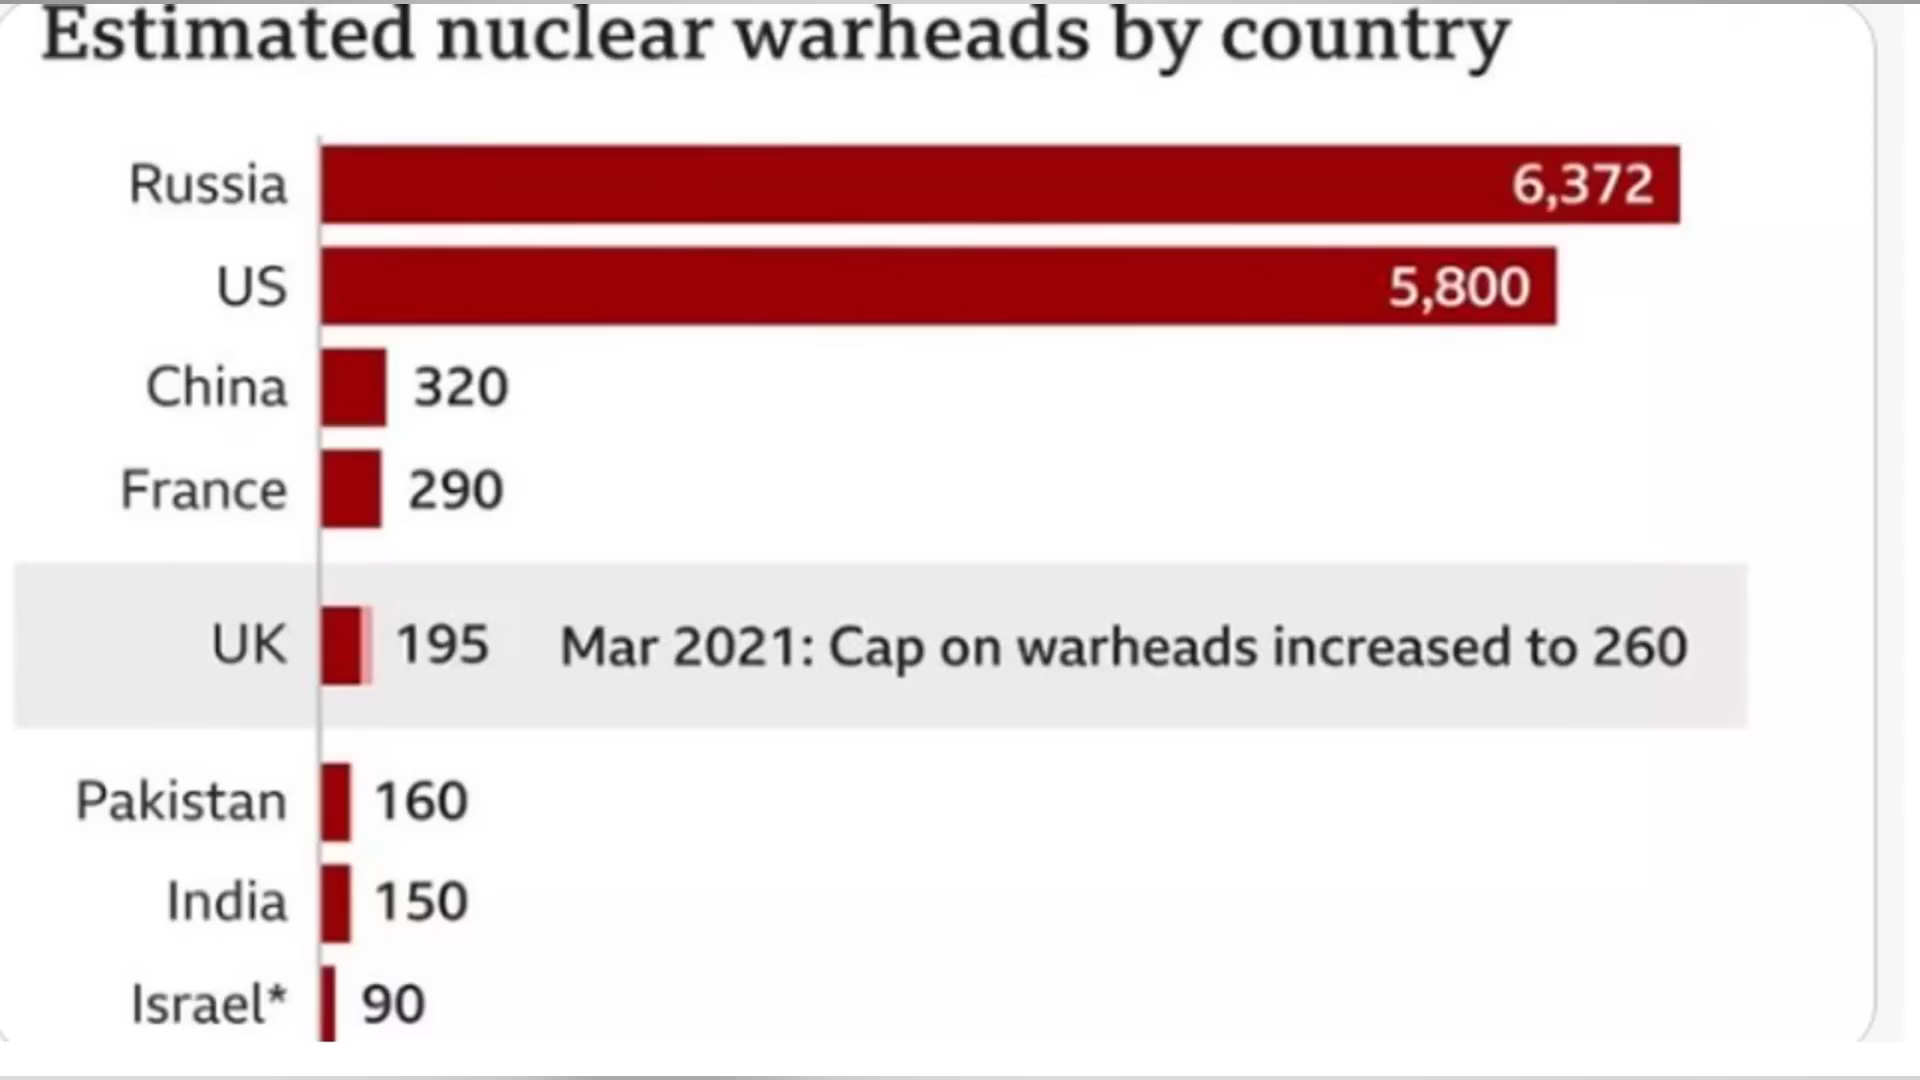 Estimated nuclear warheads by country
Russia 6,372
US 5,800
China 320
France 290
UK 195 Mar 2021: Cap on warheads increased to 260
Pakistan 160
India 150
Israel* 90